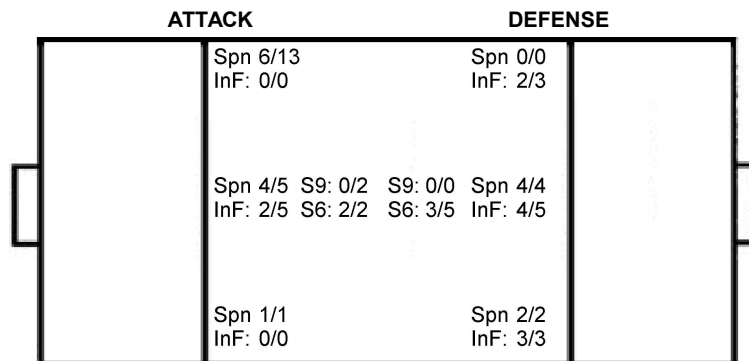 ATTACK DEFENSE
Spn 6/13 Spn 0/0
InF: 0/0 InF: 2/3
Spn 4/5 S9: 0/2 S9: 0/0 Spn 4/4
InF: 2/5 S6: 2/2 S6: 3/5 InF: 4/5
Spn 1/1 Spn 2/2
InF: 0/0 InF: 3/3